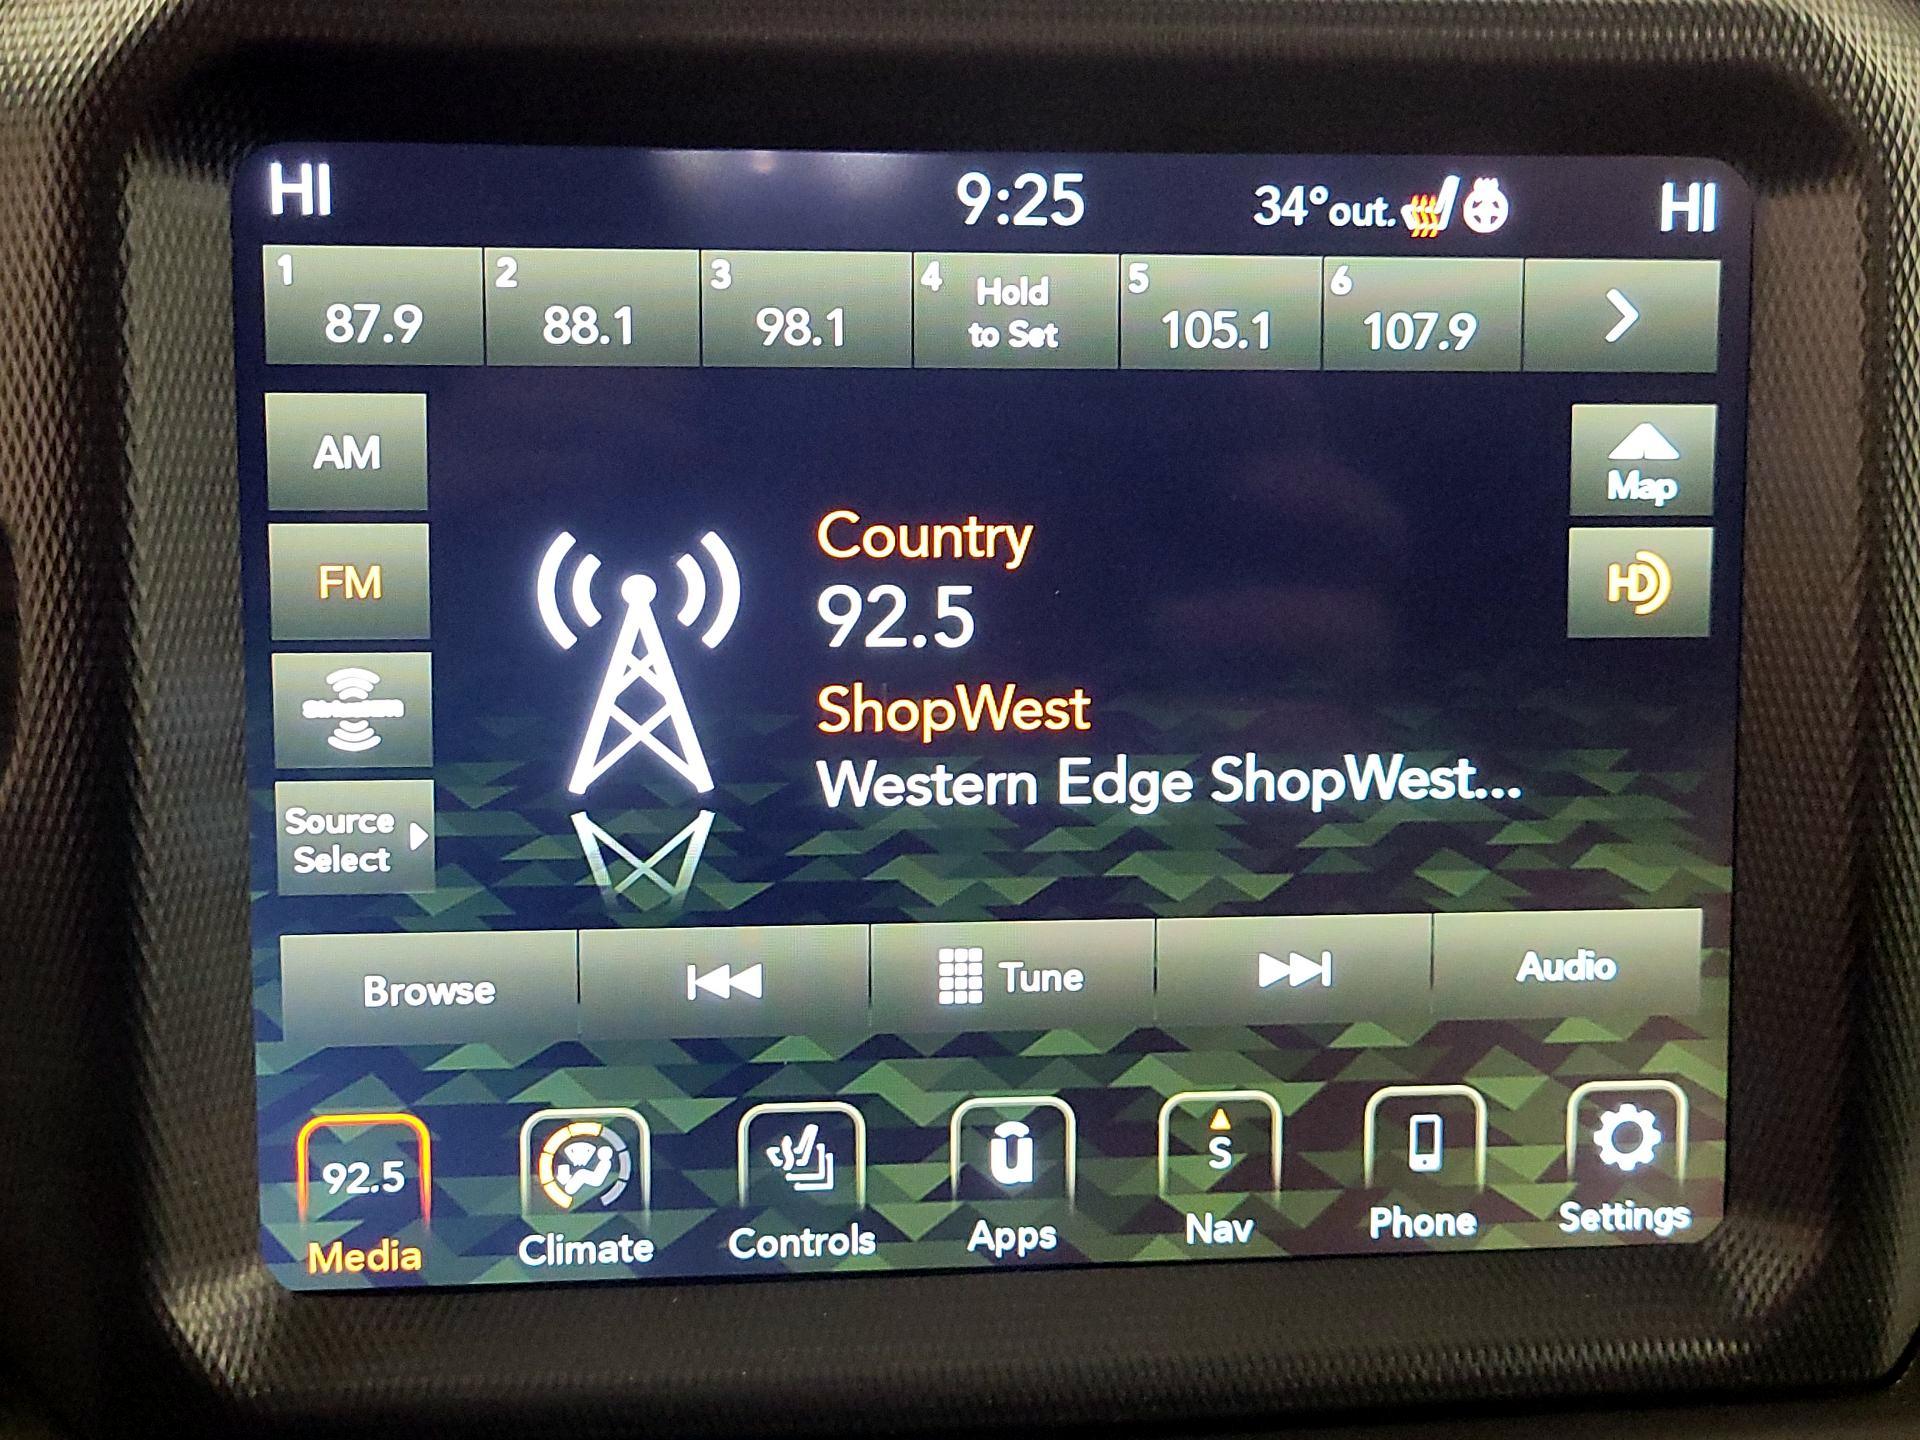 HI 9:25 34°out. HI
1 2 3 4 Hold 5 6
87.9 88.1 98.1 to Set 105.1 107.9
AM
Map
Country
FM
HD
92.5
ShopWest
Western Edge ShopWest...
Source
Select
Browse Tune Audio
92.5 u S
Media Climate Controls Apps Nav Phone Settings